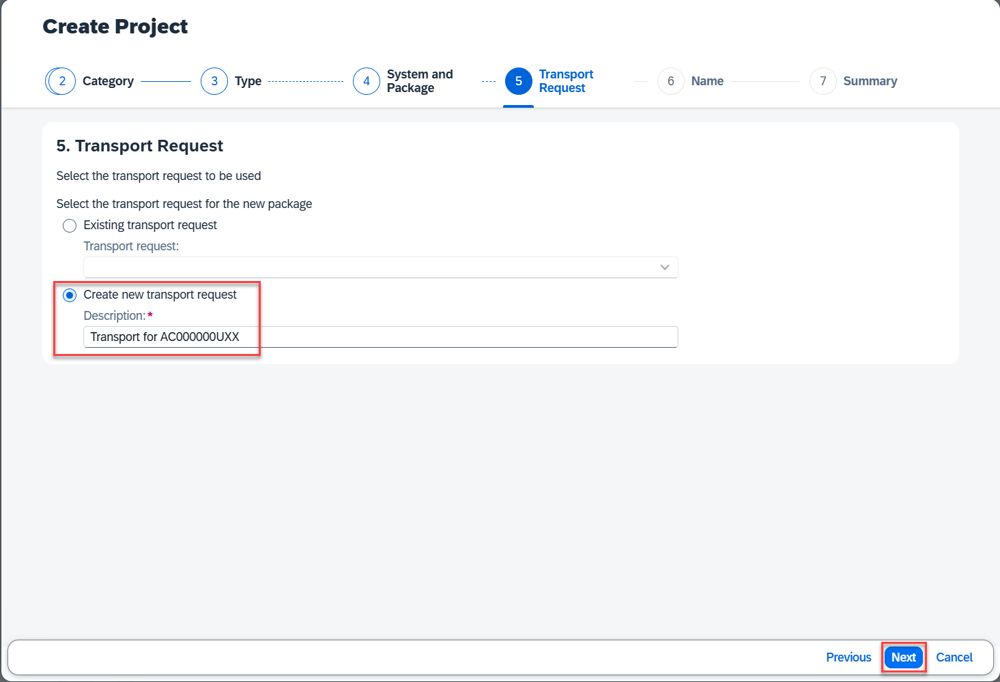 Create Project
2 Category
3 Type
4 System and
Package
5 Transport
Request
6 Name
7 Summary
5. Transport Request
Select the transport request to be used
Select the transport request for the new package
Existing transport request
Transport request:
Create new transport request
Description:*
Transport for AC000000UXX
Previous
Next
Cancel